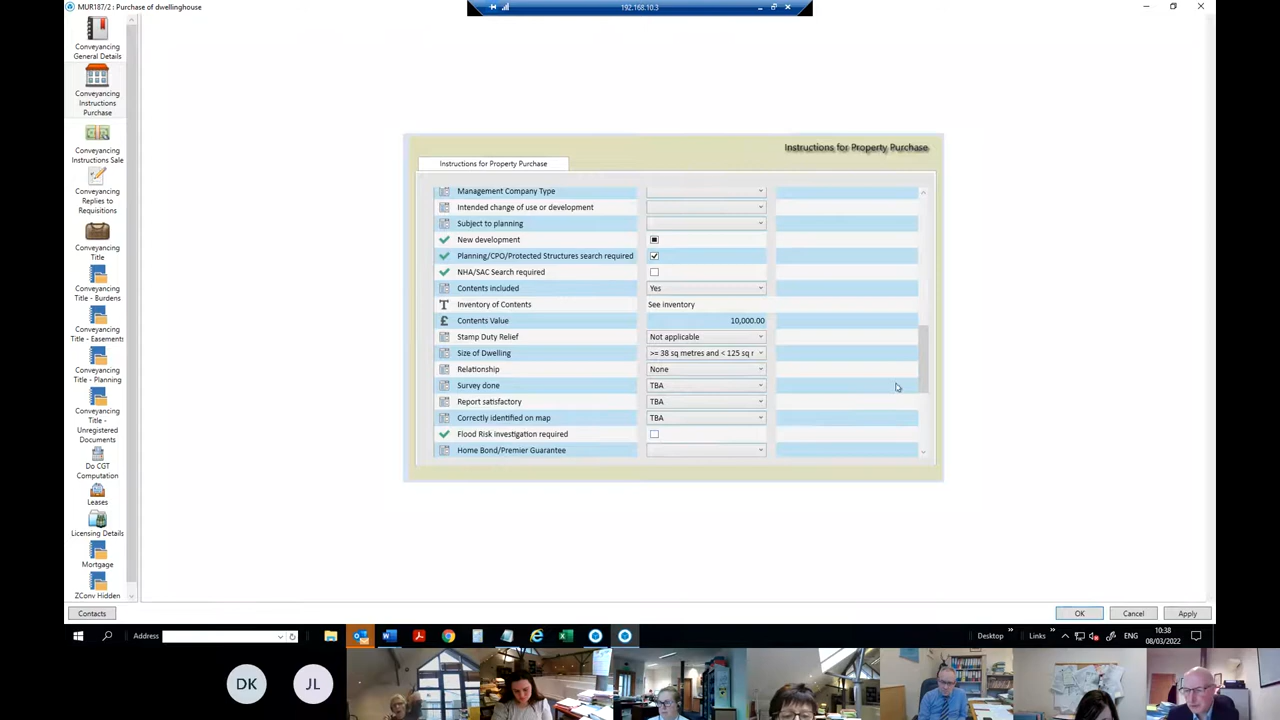 MUR187/2 : Purchase of dwellinghouse
192.168.10.3
Conveyancing
General Details
Conveyancing
Instructions
Purchase
Conveyancing
Instructions Sale
Conveyancing
Replies to
Requisitions
Conveyancing
Title
Conveyancing
Title - Burdens
Conveyancing
Title - Easements
Conveyancing
Title - Planning
Conveyancing
Title -
Unregistered
Documents
Do CGT
Computation
Leases
Licensing Details
Mortgage
ZConv Hidden
Contacts
Instructions for Property Purchase
Instructions for Property Purchase
Management Company Type
Intended change of use or development
Subject to planning
New development
Planning/CPO/Protected Structures search required
NHA/SAC Search required
Contents included Yes
Inventory of Contents See inventory
Contents Value 10,000.00
Stamp Duty Relief Not applicable
Size of Dwelling >= 38 sq metres and < 125 sq
Relationship None
Survey done TBA
Report satisfactory TBA
Correctly identified on map TBA
Flood Risk investigation required
Home Bond/Premier Guarantee
OK Cancel Apply
Address
Desktop
Links
ENG
10:38
08/03/2022
DK
JL